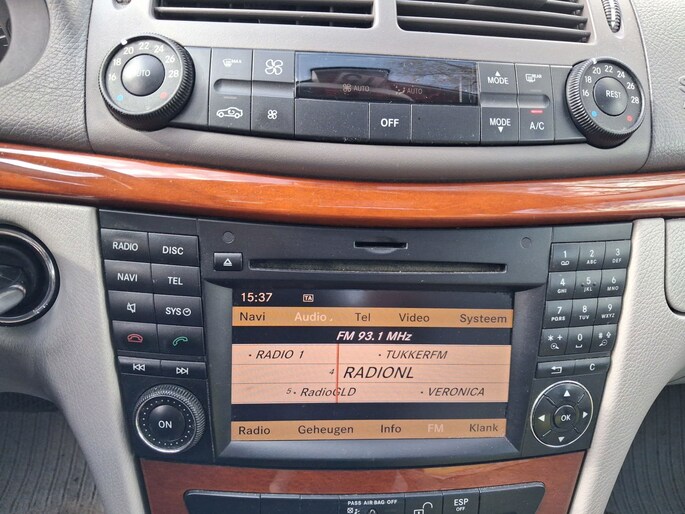 16 18 20 22 24 26 28
AUTO
MAX
AUTO
AUTO
OFF
MODE
MODE
A/C
16 18 20 22 24 26 28
REST
RADIO DISC
NAVI TEL
SYS
ON
15:37 TA
Navi Audio Tel Video Systeem
FM 93.1 MHz
RADIO 1 TUKKERFM
4 RADIONL
5 RadioGLD VERONICA
Radio Geheugen Info FM Klank
1 2 ABC 3 DEF
4 GHI 5 JKL 6 MNO
7 PQRS 8 TUV 9 WXYZ
* 0 #
C
OK
PASS AIR BAG OFF
ESP
OFF